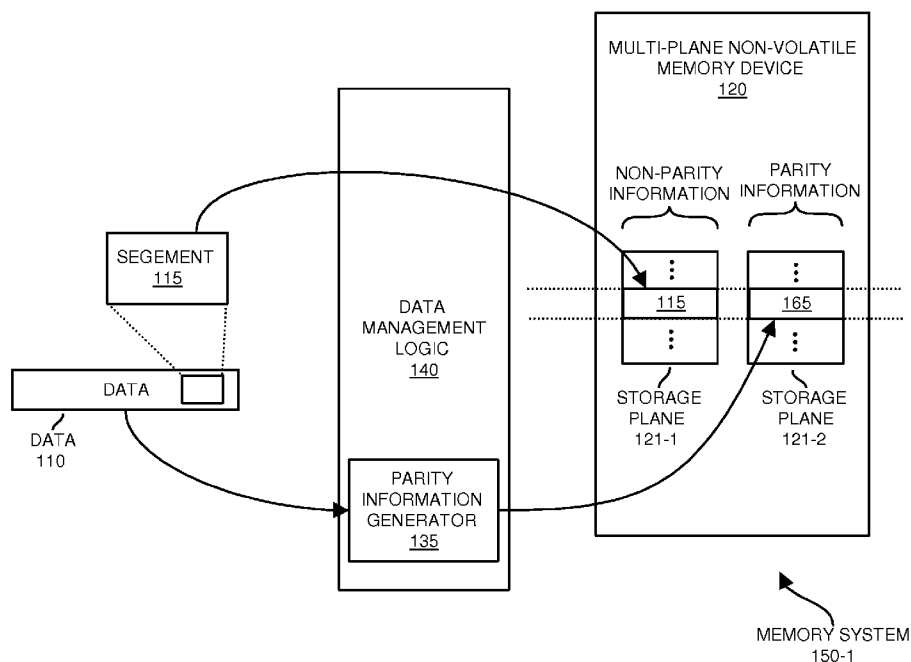 MULTI-PLANE NON-VOLATILE
MEMORY DEVICE
120
NON-PARITY
INFORMATION
PARITY
INFORMATION
SEGEMENT
115
DATA
MANAGEMENT
LOGIC
140
115
165
DATA
DATA
110
STORAGE
PLANE
121-1
STORAGE
PLANE
121-2
PARITY
INFORMATION
GENERATOR
135
MEMORY SYSTEM
150-1